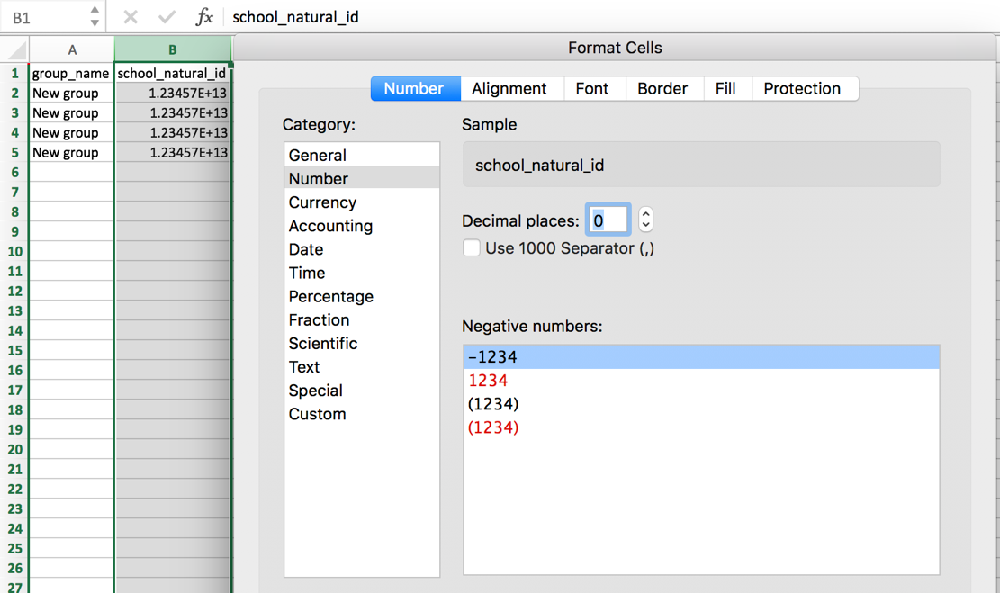 B1 fx school_natural_id
Format Cells
A B
1 group_name school_natural_id
2 New group 1.23457E+13
3 New group 1.23457E+13
4 New group 1.23457E+13
5 New group 1.23457E+13
6
7
8
9
10
11
12
13
14
15
16
17
18
19
20
21
22
23
24
25
26
27
Number Alignment Font Border Fill Protection
Category:
General
Number
Currency
Accounting
Date
Time
Percentage
Fraction
Scientific
Text
Special
Custom
Sample
school_natural_id
Decimal places: 0
Use 1000 Separator (,)
Negative numbers:
-1234
1234
(1234)
(1234)